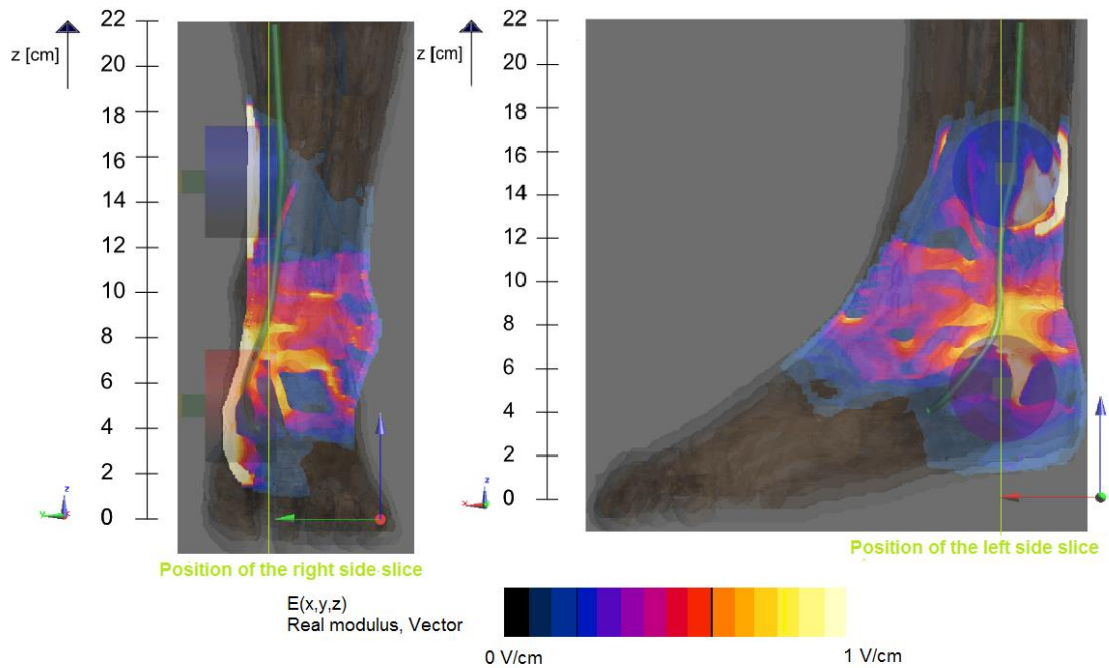 22
20
18
16
14
12
10
8
6
4
2
0
z [cm]
z
y
x
Position of the right side slice
22
20
18
16
14
12
10
8
6
4
2
0
z [cm]
z
x
Position of the left side slice
E(x,y,z)
Real modulus, Vector
0 V/cm
1 V/cm